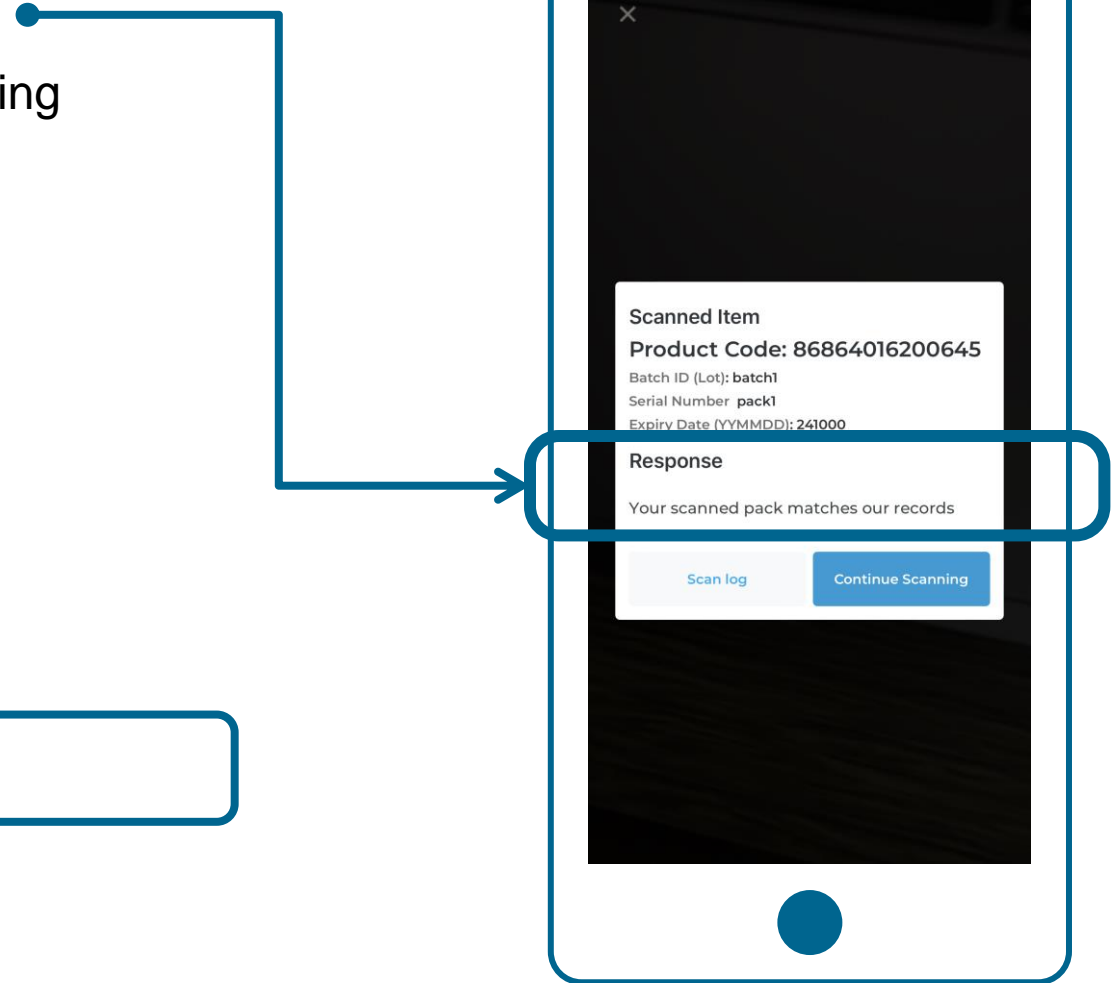 ing
Scanned Item
Product Code: 86864016200645
Batch ID (Lot): batch1
Serial Number pack1
Expiry Date (YYMMDD): 241000
Response
Your scanned pack matches our records
Scan log
Continue Scanning